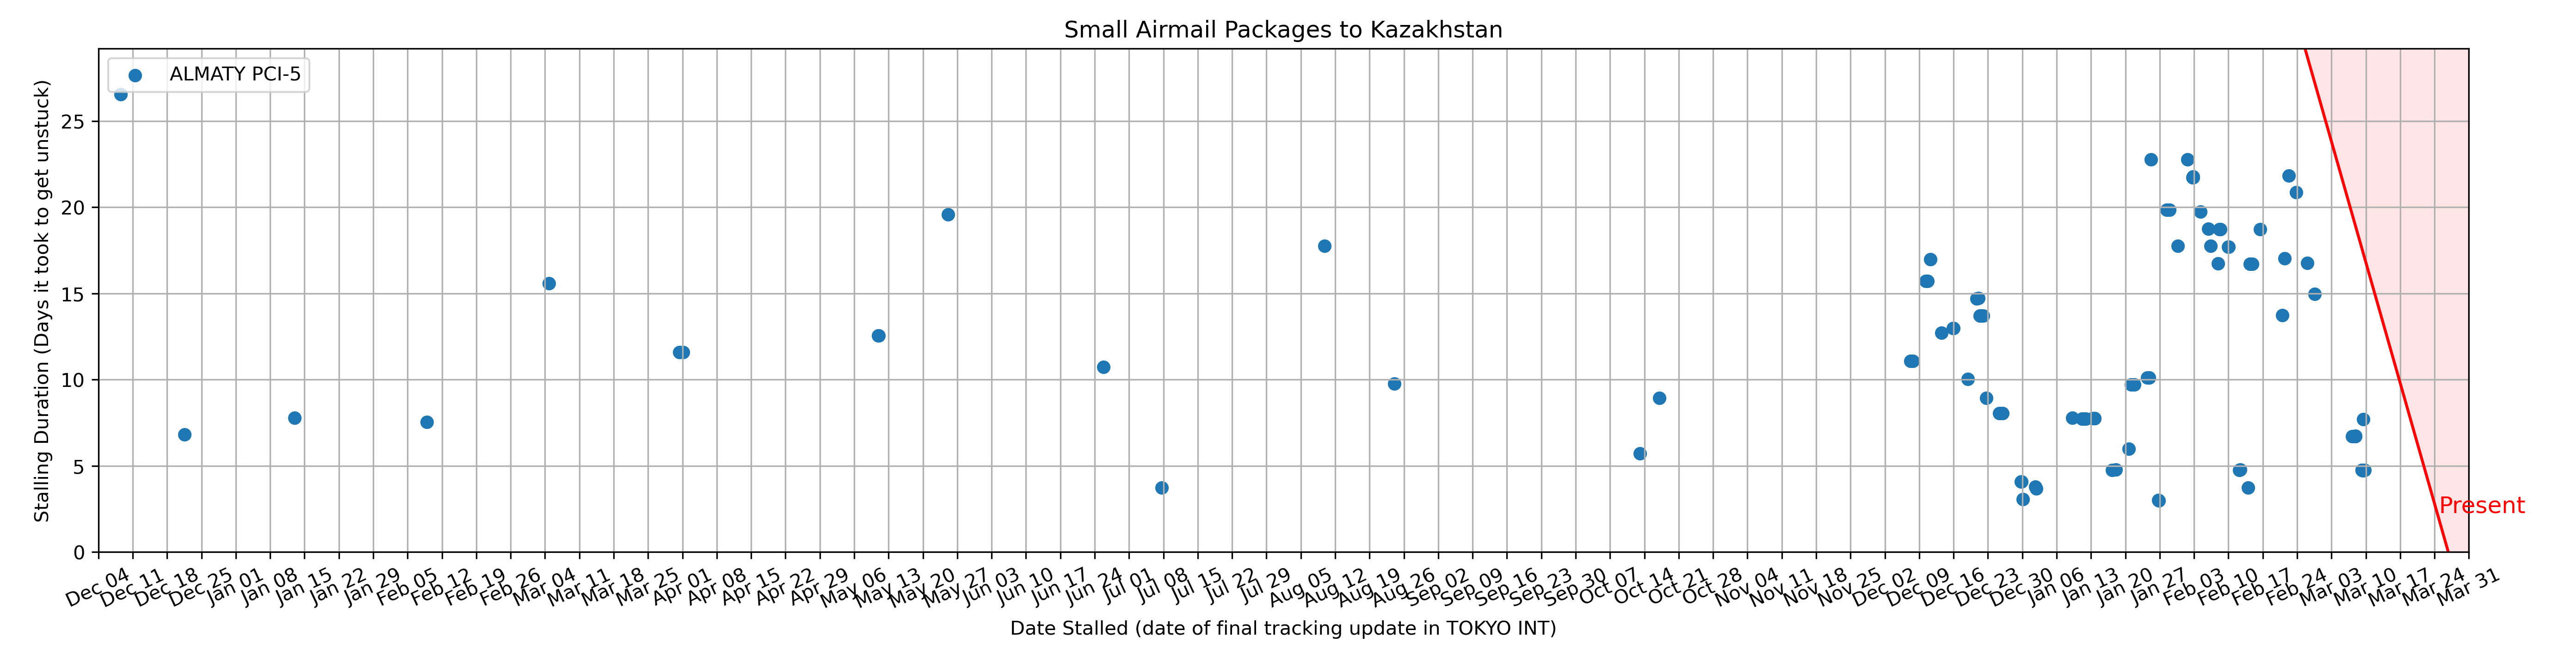 Small Airmail Packages to Kazakhstan
ALMATY PCI-5
Stalling Duration (Days it took to get unstuck)
25
20
15
10
5
0
Present
Dec 04
Dec 11
Dec 18
Dec 25
Jan 01
Jan 08
Jan 15
Jan 22
Jan 29
Feb 05
Feb 12
Feb 19
Feb 26
Mar 04
Mar 11
Mar 18
Mar 25
Apr 01
Apr 08
Apr 15
Apr 22
Apr 29
May 06
May 13
May 20
May 27
Jun 03
Jun 10
Jun 17
Jun 24
Jul 01
Jul 08
Jul 15
Jul 22
Jul 29
Aug 05
Aug 12
Aug 19
Aug 26
Sep 02
Sep 09
Sep 16
Sep 23
Sep 30
Oct 07
Oct 14
Oct 21
Oct 28
Nov 04
Nov 11
Nov 18
Nov 25
Dec 02
Dec 09
Dec 16
Dec 23
Dec 30
Jan 06
Jan 13
Jan 20
Jan 27
Feb 03
Feb 10
Feb 17
Feb 24
Mar 03
Mar 10
Mar 17
Mar 24
Mar 31
Date Stalled (date of final tracking update in TOKYO INT)